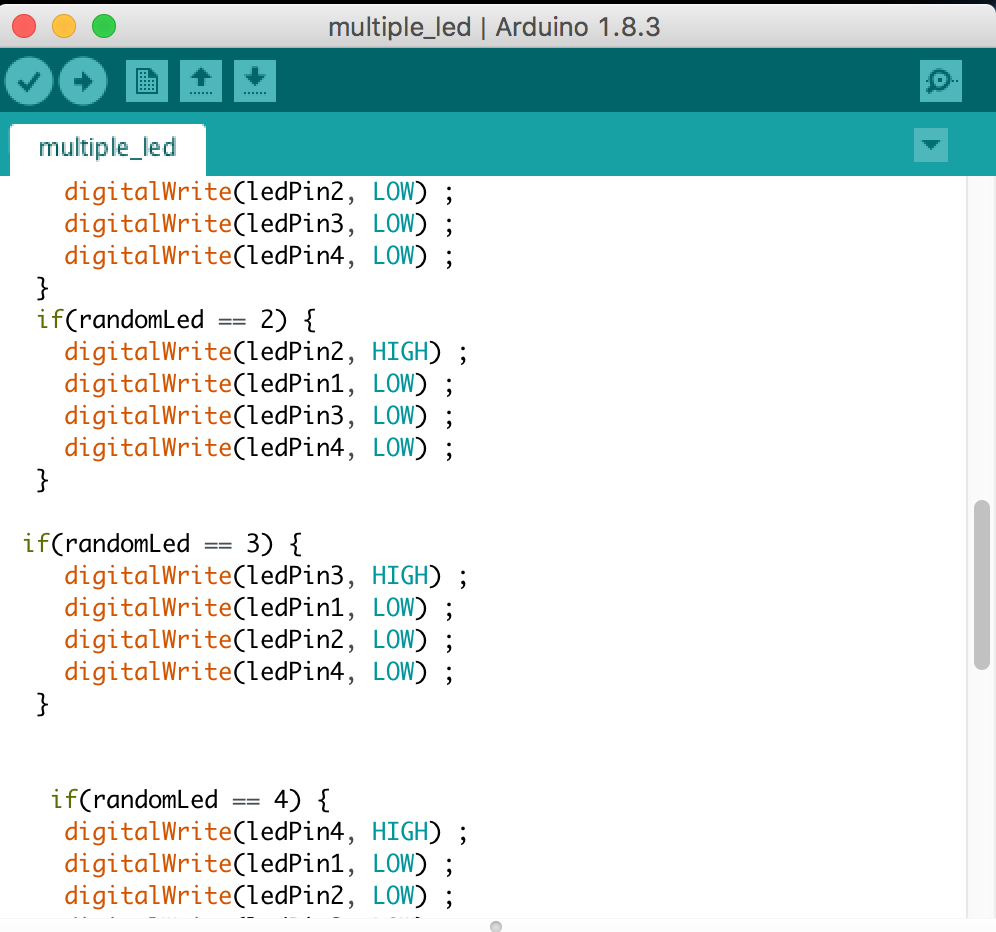 multiple_led | Arduino 1.8.3
multiple_led
digitalWrite(ledPin2, LOW) ;
digitalWrite(ledPin3, LOW) ;
digitalWrite(ledPin4, LOW) ;
}
if(randomLed == 2) {
digitalWrite(ledPin2, HIGH) ;
digitalWrite(ledPin1, LOW) ;
digitalWrite(ledPin3, LOW) ;
digitalWrite(ledPin4, LOW) ;
}
if(randomLed == 3) {
digitalWrite(ledPin3, HIGH) ;
digitalWrite(ledPin1, LOW) ;
digitalWrite(ledPin2, LOW) ;
digitalWrite(ledPin4, LOW) ;
}
if(randomLed == 4) {
digitalWrite(ledPin4, HIGH) ;
digitalWrite(ledPin1, LOW) ;
digitalWrite(ledPin2, LOW) ;